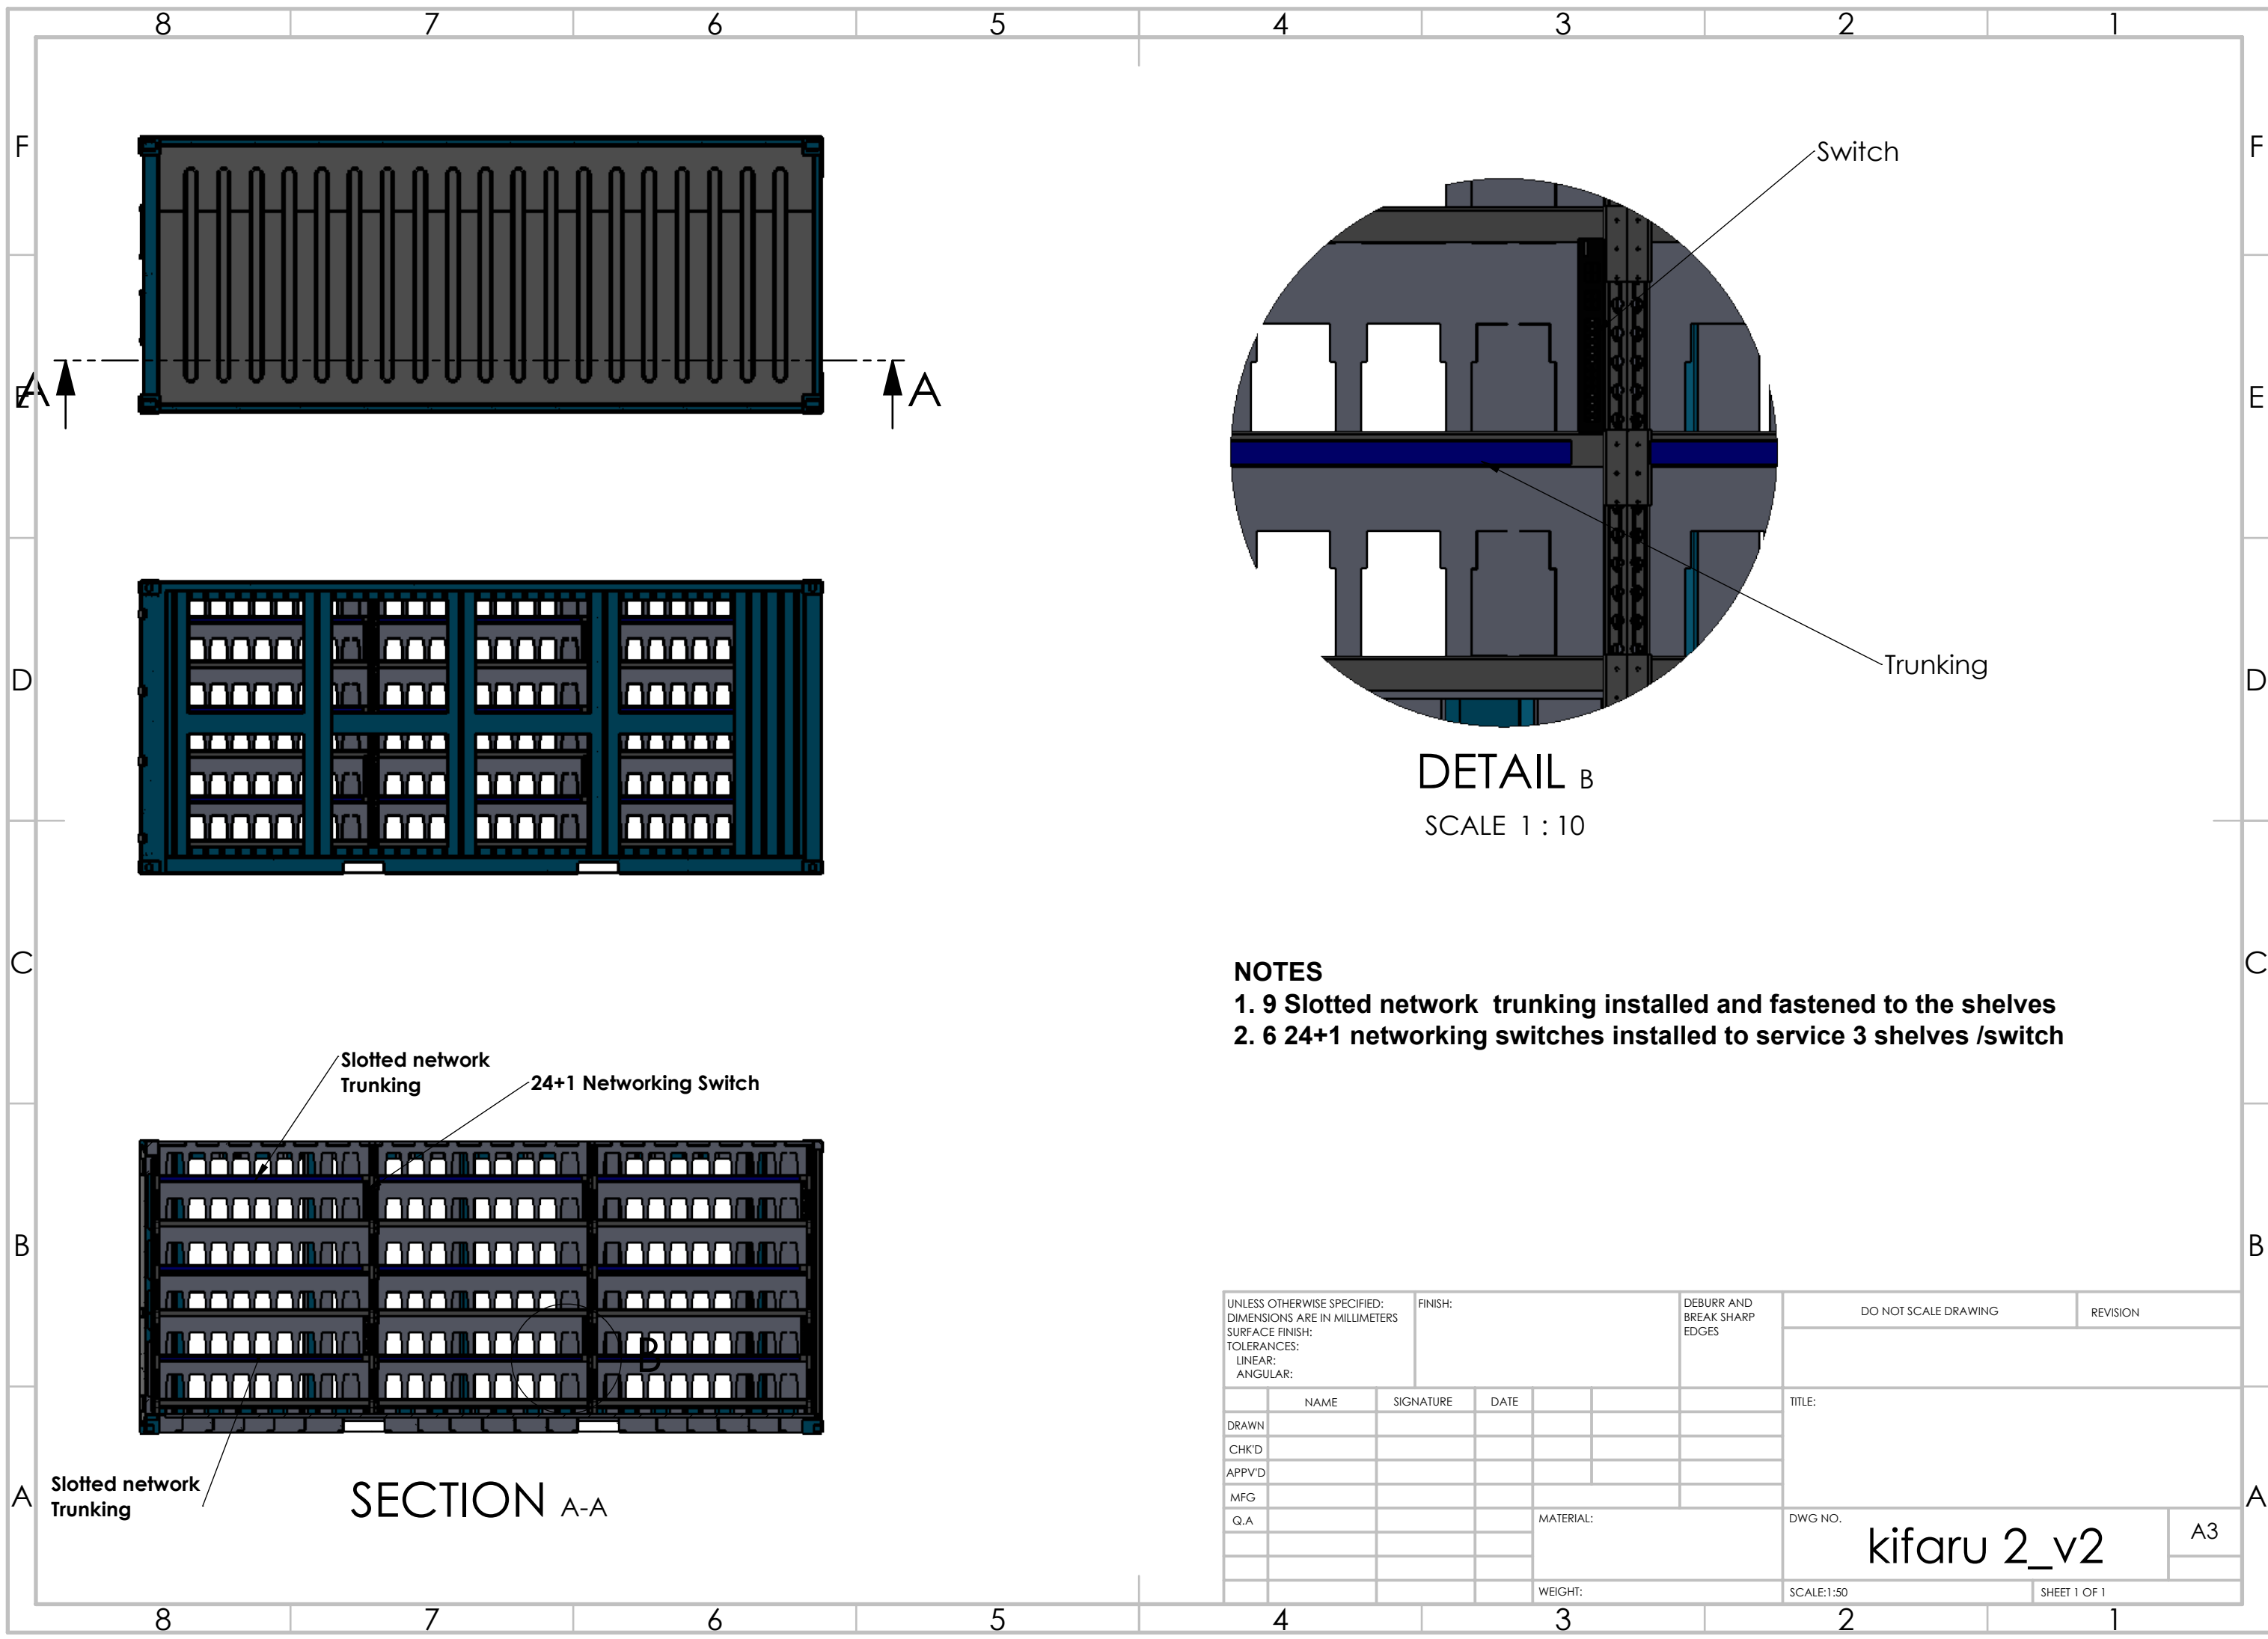 8 7 6 5 4 3 2 1
F
F
Switch
E
A
A
E
D
Trunking
D
DETAIL B
SCALE 1 : 10
C
C
NOTES
1. 9 Slotted network trunking installed and fastened to the shelves
2. 6 24+1 networking switches installed to service 3 shelves /switch
Slotted network
Trunking
24+1 Networking Switch
B
B
B
Slotted network
Trunking
SECTION A-A
A
A
UNLESS OTHERWISE SPECIFIED:
DIMENSIONS ARE IN MILLIMETERS
SURFACE FINISH:
TOLERANCES:
LINEAR:
ANGULAR:
FINISH:
DEBURR AND
BREAK SHARP
EDGES
DO NOT SCALE DRAWING
REVISION
NAME SIGNATURE DATE
TITLE:
DRAWN
CHK'D
APPV'D
MFG
Q.A
MATERIAL:
DWG NO.
kifaru 2_v2
A3
WEIGHT:
SCALE:1:50
SHEET 1 OF 1
8 7 6 5 4 3 2 1